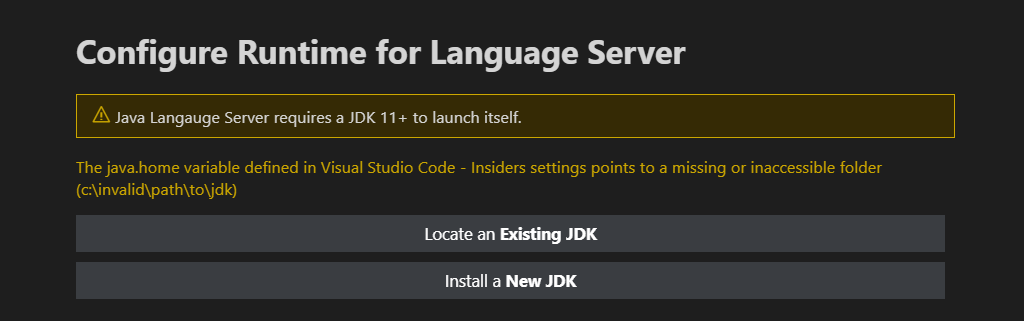 Configure Runtime for Language Server
Java Langauge Server requires a JDK 11+ to launch itself.
The java.home variable defined in Visual Studio Code - Insiders settings points to a missing or inaccessible folder
(c:\invalid\path\to\jdk)
Locate an Existing JDK
Install a New JDK